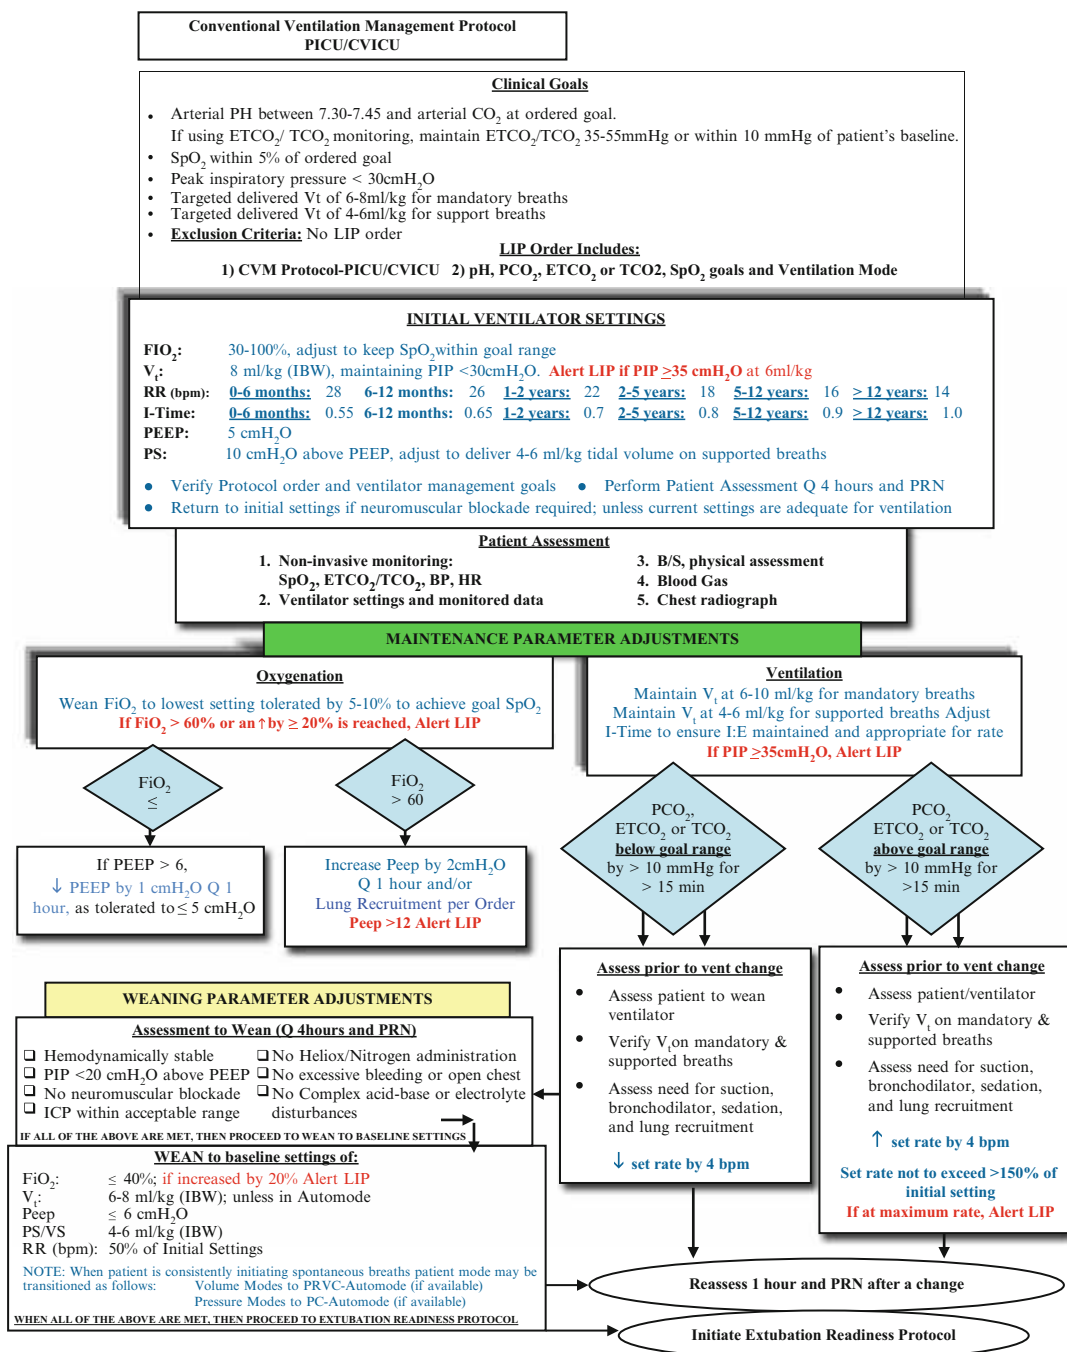 Conventional Ventilation Management Protocol
PICU/CVICU
Clinical Goals
• Arterial PH between 7.30-7.45 and arterial CO₂ at ordered goal.
If using ETCO₂/ TCO₂ monitoring, maintain ETCO₂/TCO₂ 35-55mmHg or within 10 mmHg of patient's baseline.
• SpO₂ within 5% of ordered goal
• Peak inspiratory pressure < 30cmH₂O
• Targeted delivered Vt of 6-8ml/kg for mandatory breaths
• Targeted delivered Vt of 4-6ml/kg for support breaths
• Exclusion Criteria: No LIP order
LIP Order Includes:
1) CVM Protocol-PICU/CVICU 2) pH, PCO₂, ETCO₂ or TCO2, SpO₂ goals and Ventilation Mode
INITIAL VENTILATOR SETTINGS
FIO₂: 30-100%, adjust to keep SpO₂within goal range
Vₜ: 8 ml/kg (IBW), maintaining PIP <30cmH₂O. Alert LIP if PIP ≥35 cmH₂O at 6ml/kg
RR (bpm): 0-6 months: 28 6-12 months: 26 1-2 years: 22 2-5 years: 18 5-12 years: 16 > 12 years: 14
I-Time: 0-6 months: 0.55 6-12 months: 0.65 1-2 years: 0.7 2-5 years: 0.8 5-12 years: 0.9 > 12 years: 1.0
PEEP: 5 cmH₂O
PS: 10 cmH₂O above PEEP, adjust to deliver 4-6 ml/kg tidal volume on supported breaths
• Verify Protocol order and ventilator management goals • Perform Patient Assessment Q 4 hours and PRN
• Return to initial settings if neuromuscular blockade required; unless current settings are adequate for ventilation
Patient Assessment
1. Non-invasive monitoring:
SpO₂, ETCO₂/TCO₂, BP, HR
2. Ventilator settings and monitored data
3. B/S, physical assessment
4. Blood Gas
5. Chest radiograph
MAINTENANCE PARAMETER ADJUSTMENTS
Oxygenation
Wean FiO₂ to lowest setting tolerated by 5-10% to achieve goal SpO₂
If FiO₂ > 60% or an ↑by ≥ 20% is reached, Alert LIP
Ventilation
Maintain Vₜ at 6-10 ml/kg for mandatory breaths
Maintain Vₜ at 4-6 ml/kg for supported breaths Adjust
I-Time to ensure I:E maintained and appropriate for rate
If PIP ≥35cmH₂O, Alert LIP
FiO₂
≤
FiO₂
> 60
PCO₂,
ETCO₂ or TCO₂
below goal range
by > 10 mmHg for
> 15 min
PCO₂
ETCO₂ or TCO₂
above goal range
by > 10 mmHg for
>15 min
If PEEP > 6,
↓ PEEP by 1 cmH₂O Q 1
hour, as tolerated to ≤ 5 cmH₂O
Increase Peep by 2cmH₂O
Q 1 hour and/or
Lung Recruitment per Order
Peep >12 Alert LIP
Assess prior to vent change
• Assess patient to wean
ventilator
• Verify Vₜon mandatory &
supported breaths
• Assess need for suction,
bronchodilator, sedation,
and lung recruitment
↓ set rate by 4 bpm
Assess prior to vent change
• Assess patient/ventilator
• Verify Vₜ on mandatory &
supported breaths
• Assess need for suction,
bronchodilator, sedation,
and lung recruitment
↑ set rate by 4 bpm
Set rate not to exceed >150% of
initial setting
If at maximum rate, Alert LIP
WEANING PARAMETER ADJUSTMENTS
Assessment to Wean (Q 4hours and PRN)
❑ Hemodynamically stable
❑ PIP <20 cmH₂O above PEEP
❑ No neuromuscular blockade
❑ ICP within acceptable range
❑ No Heliox/Nitrogen administration
❑ No excessive bleeding or open chest
❑ No Complex acid-base or electrolyte
disturbances
IF ALL OF THE ABOVE ARE MET, THEN PROCEED TO WEAN TO BASELINE SETTINGS
WEAN to baseline settings of:
FiO₂: ≤ 40%; if increased by 20% Alert LIP
Vₜ: 6-8 ml/kg (IBW); unless in Automode
Peep ≤ 6 cmH₂O
PS/VS 4-6 ml/kg (IBW)
RR (bpm): 50% of Initial Settings
NOTE: When patient is consistently initiating spontaneous breaths patient mode may be
transitioned as follows: Volume Modes to PRVC-Automode (if available)
Pressure Modes to PC-Automode (if available)
WHEN ALL OF THE ABOVE ARE MET, THEN PROCEED TO EXTUBATION READINESS PROTOCOL
Reassess 1 hour and PRN after a change
Initiate Extubation Readiness Protocol